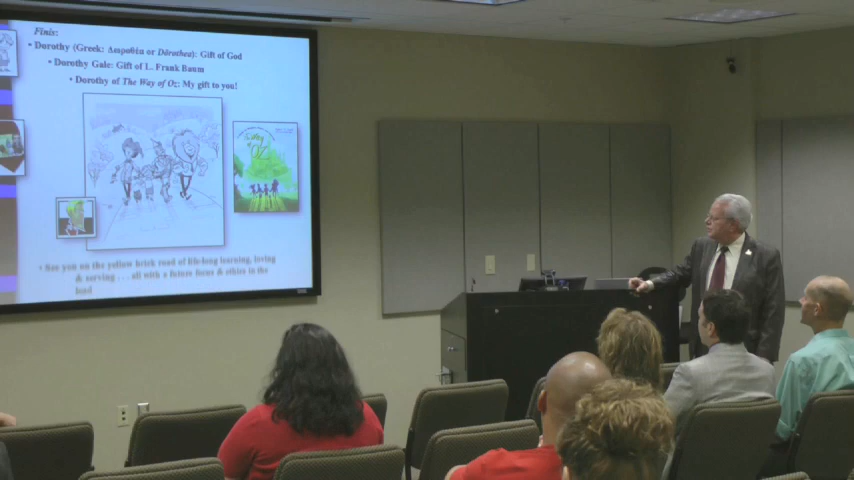 Finis:
• Dorothy (Greek: Δωροθέα or Dōrothea): Gift of God
• Dorothy Gale: Gift of L. Frank Baum
• Dorothy of The Way of Oz: My gift to you!
The Way
of
OZ
• See you on the yellow brick road of life-long learning, loving
& serving . . . all with a future focus & ethics in the
lead